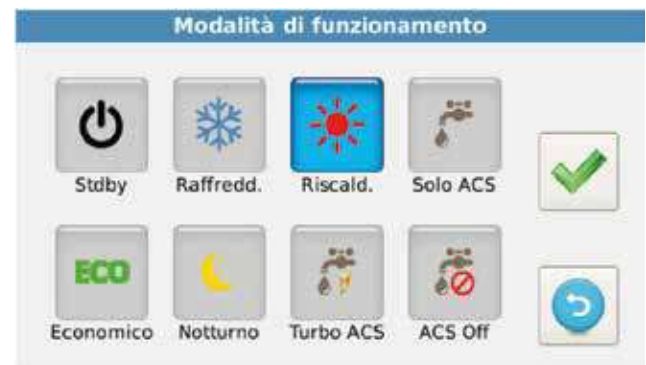 Modalità di funzionamento
Stdby Raffredd. Riscald. Solo ACS
ECO
Economico Notturno Turbo ACS ACS Off